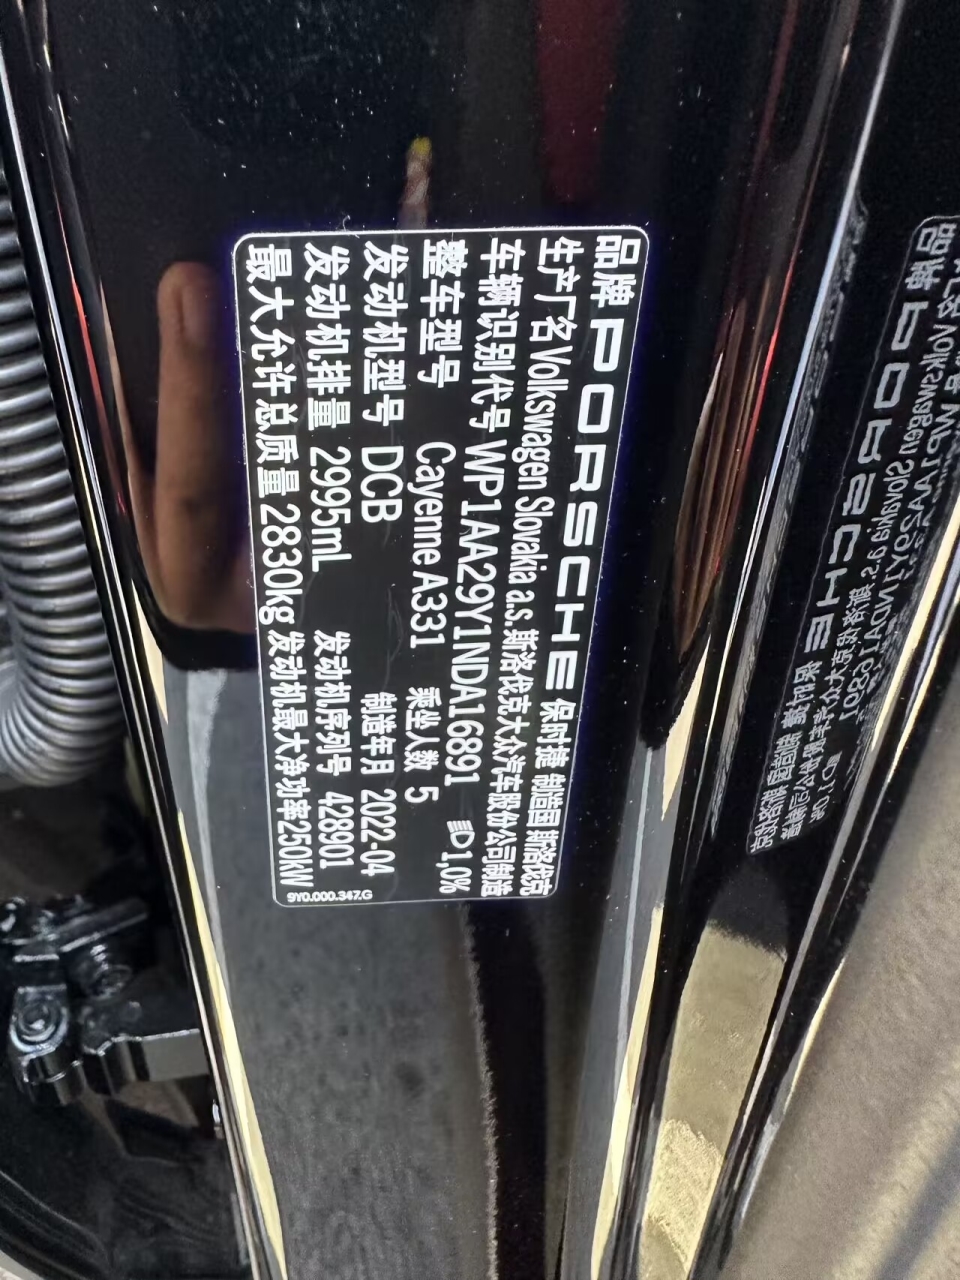 品牌 PORSCHE 保时捷 制造国 斯洛伐克
生产厂名 Volkswagen Slovakia a.s. 斯洛伐克大众汽车股份公司制造
车辆识别代号 WP1AA29Y1NDA16891
整车型号 Cayenne A331 乘坐人数 5 D1,0%
发动机型号 DCB 制造年月 2022-04
发动机排量 2995mL 发动机序列号 428901
最大允许总质量 2830kg 发动机最大净功率250kW
9Y0.000.347.G